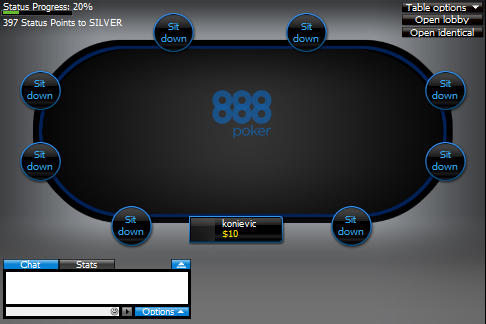 Status Progress: 20%
397 Status Points to SILVER
Table options
Open lobby
Open identical
Sit down
Sit down
Sit down
Sit down
888
poker
Sit down
Sit down
Sit down
Sit down
konievic
$10
Chat
Stats
Options